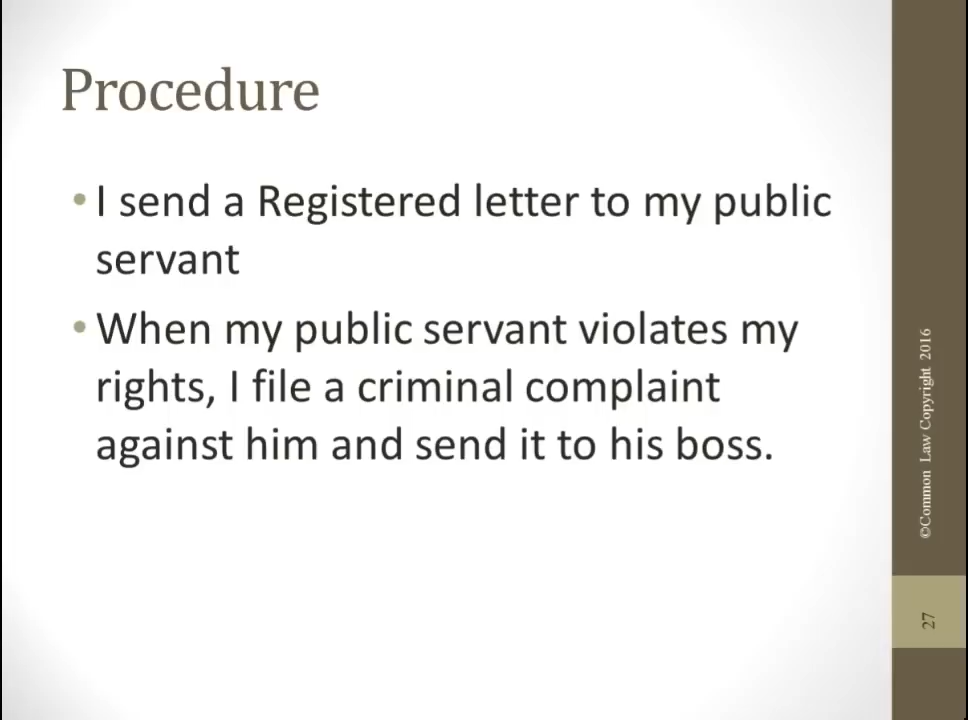 Procedure
• I send a Registered letter to my public
servant
• When my public servant violates my
rights, I file a criminal complaint
against him and send it to his boss.
©Common Law Copyright 2016
27